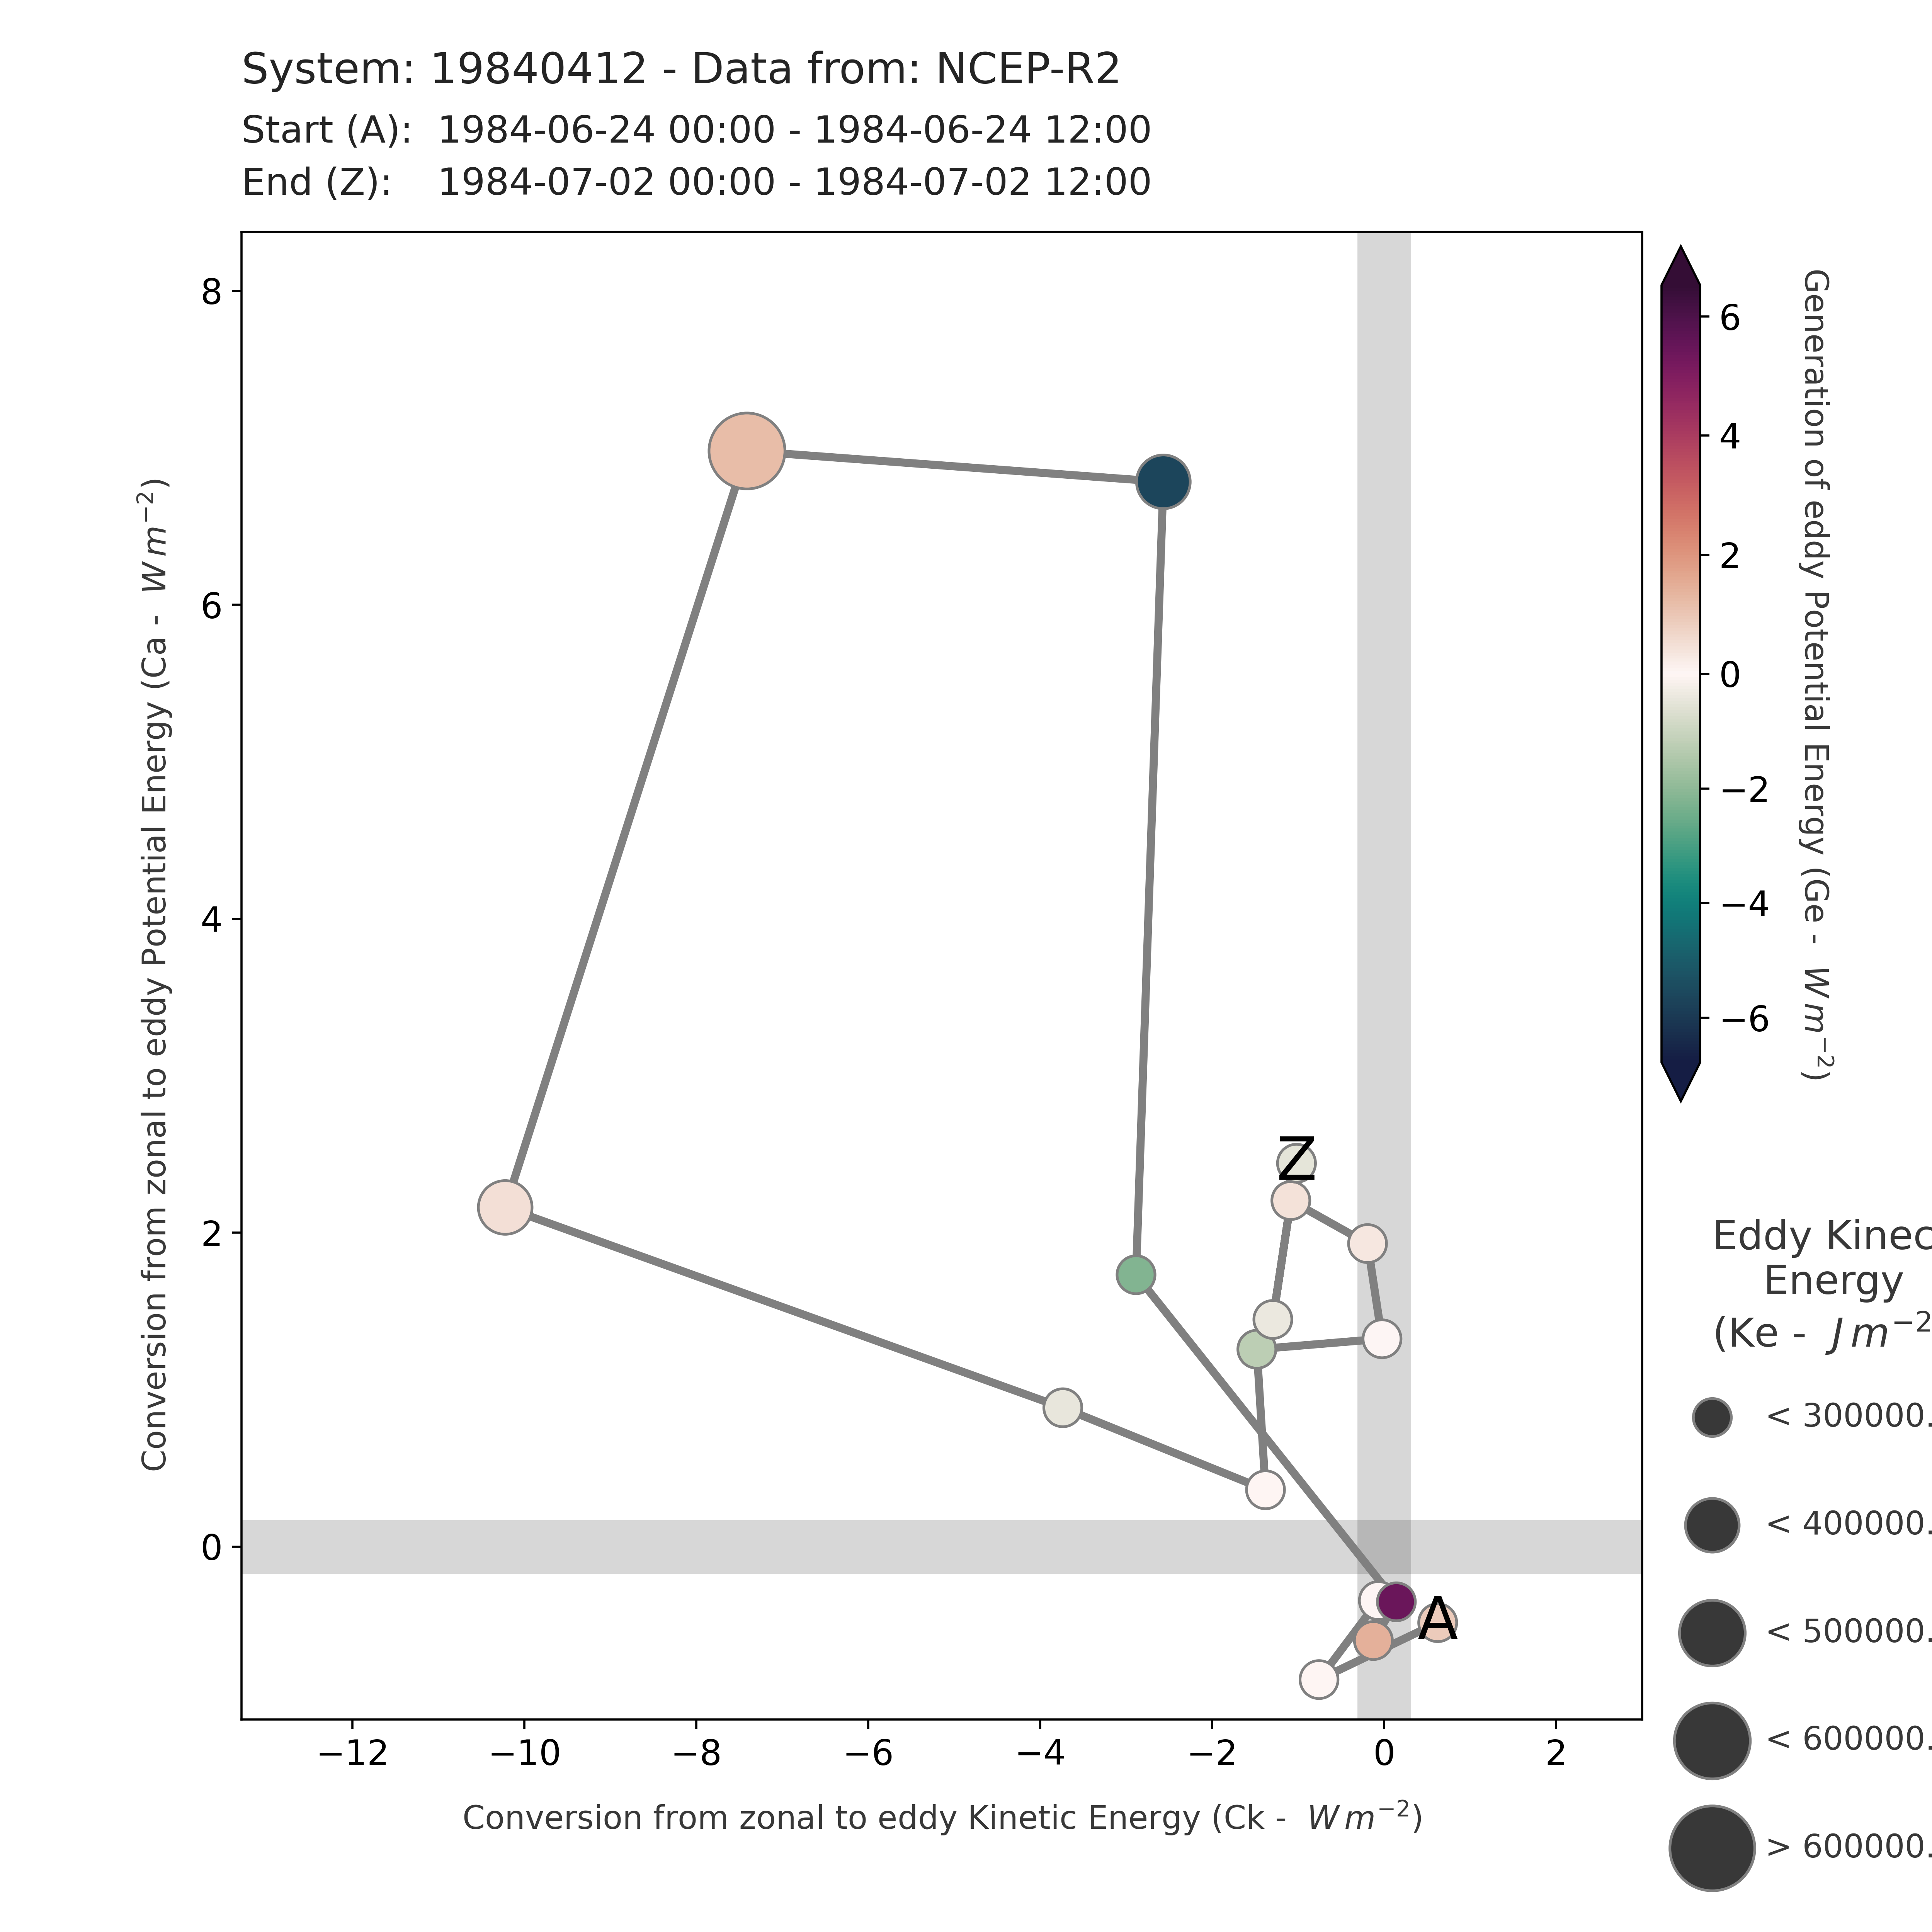 System: 19840412 - Data from: NCEP-R2
Start (A): 1984-06-24 00:00 - 1984-06-24 12:00
End (Z): 1984-07-02 00:00 - 1984-07-02 12:00
8
6
4
2
0
Conversion from zonal to eddy Potential Energy (Ca - W m⁻²)
Z
A
−12
−10
−8
−6
−4
−2
0
2
Conversion from zonal to eddy Kinetic Energy (Ck - W m⁻²)
6
4
2
0
−2
−4
−6
Generation of eddy Potential Energy (Ge - W m⁻²)
Eddy Kinec
Energy
(Ke - J m⁻²
< 300000.
< 400000.
< 500000.
< 600000.
> 600000.